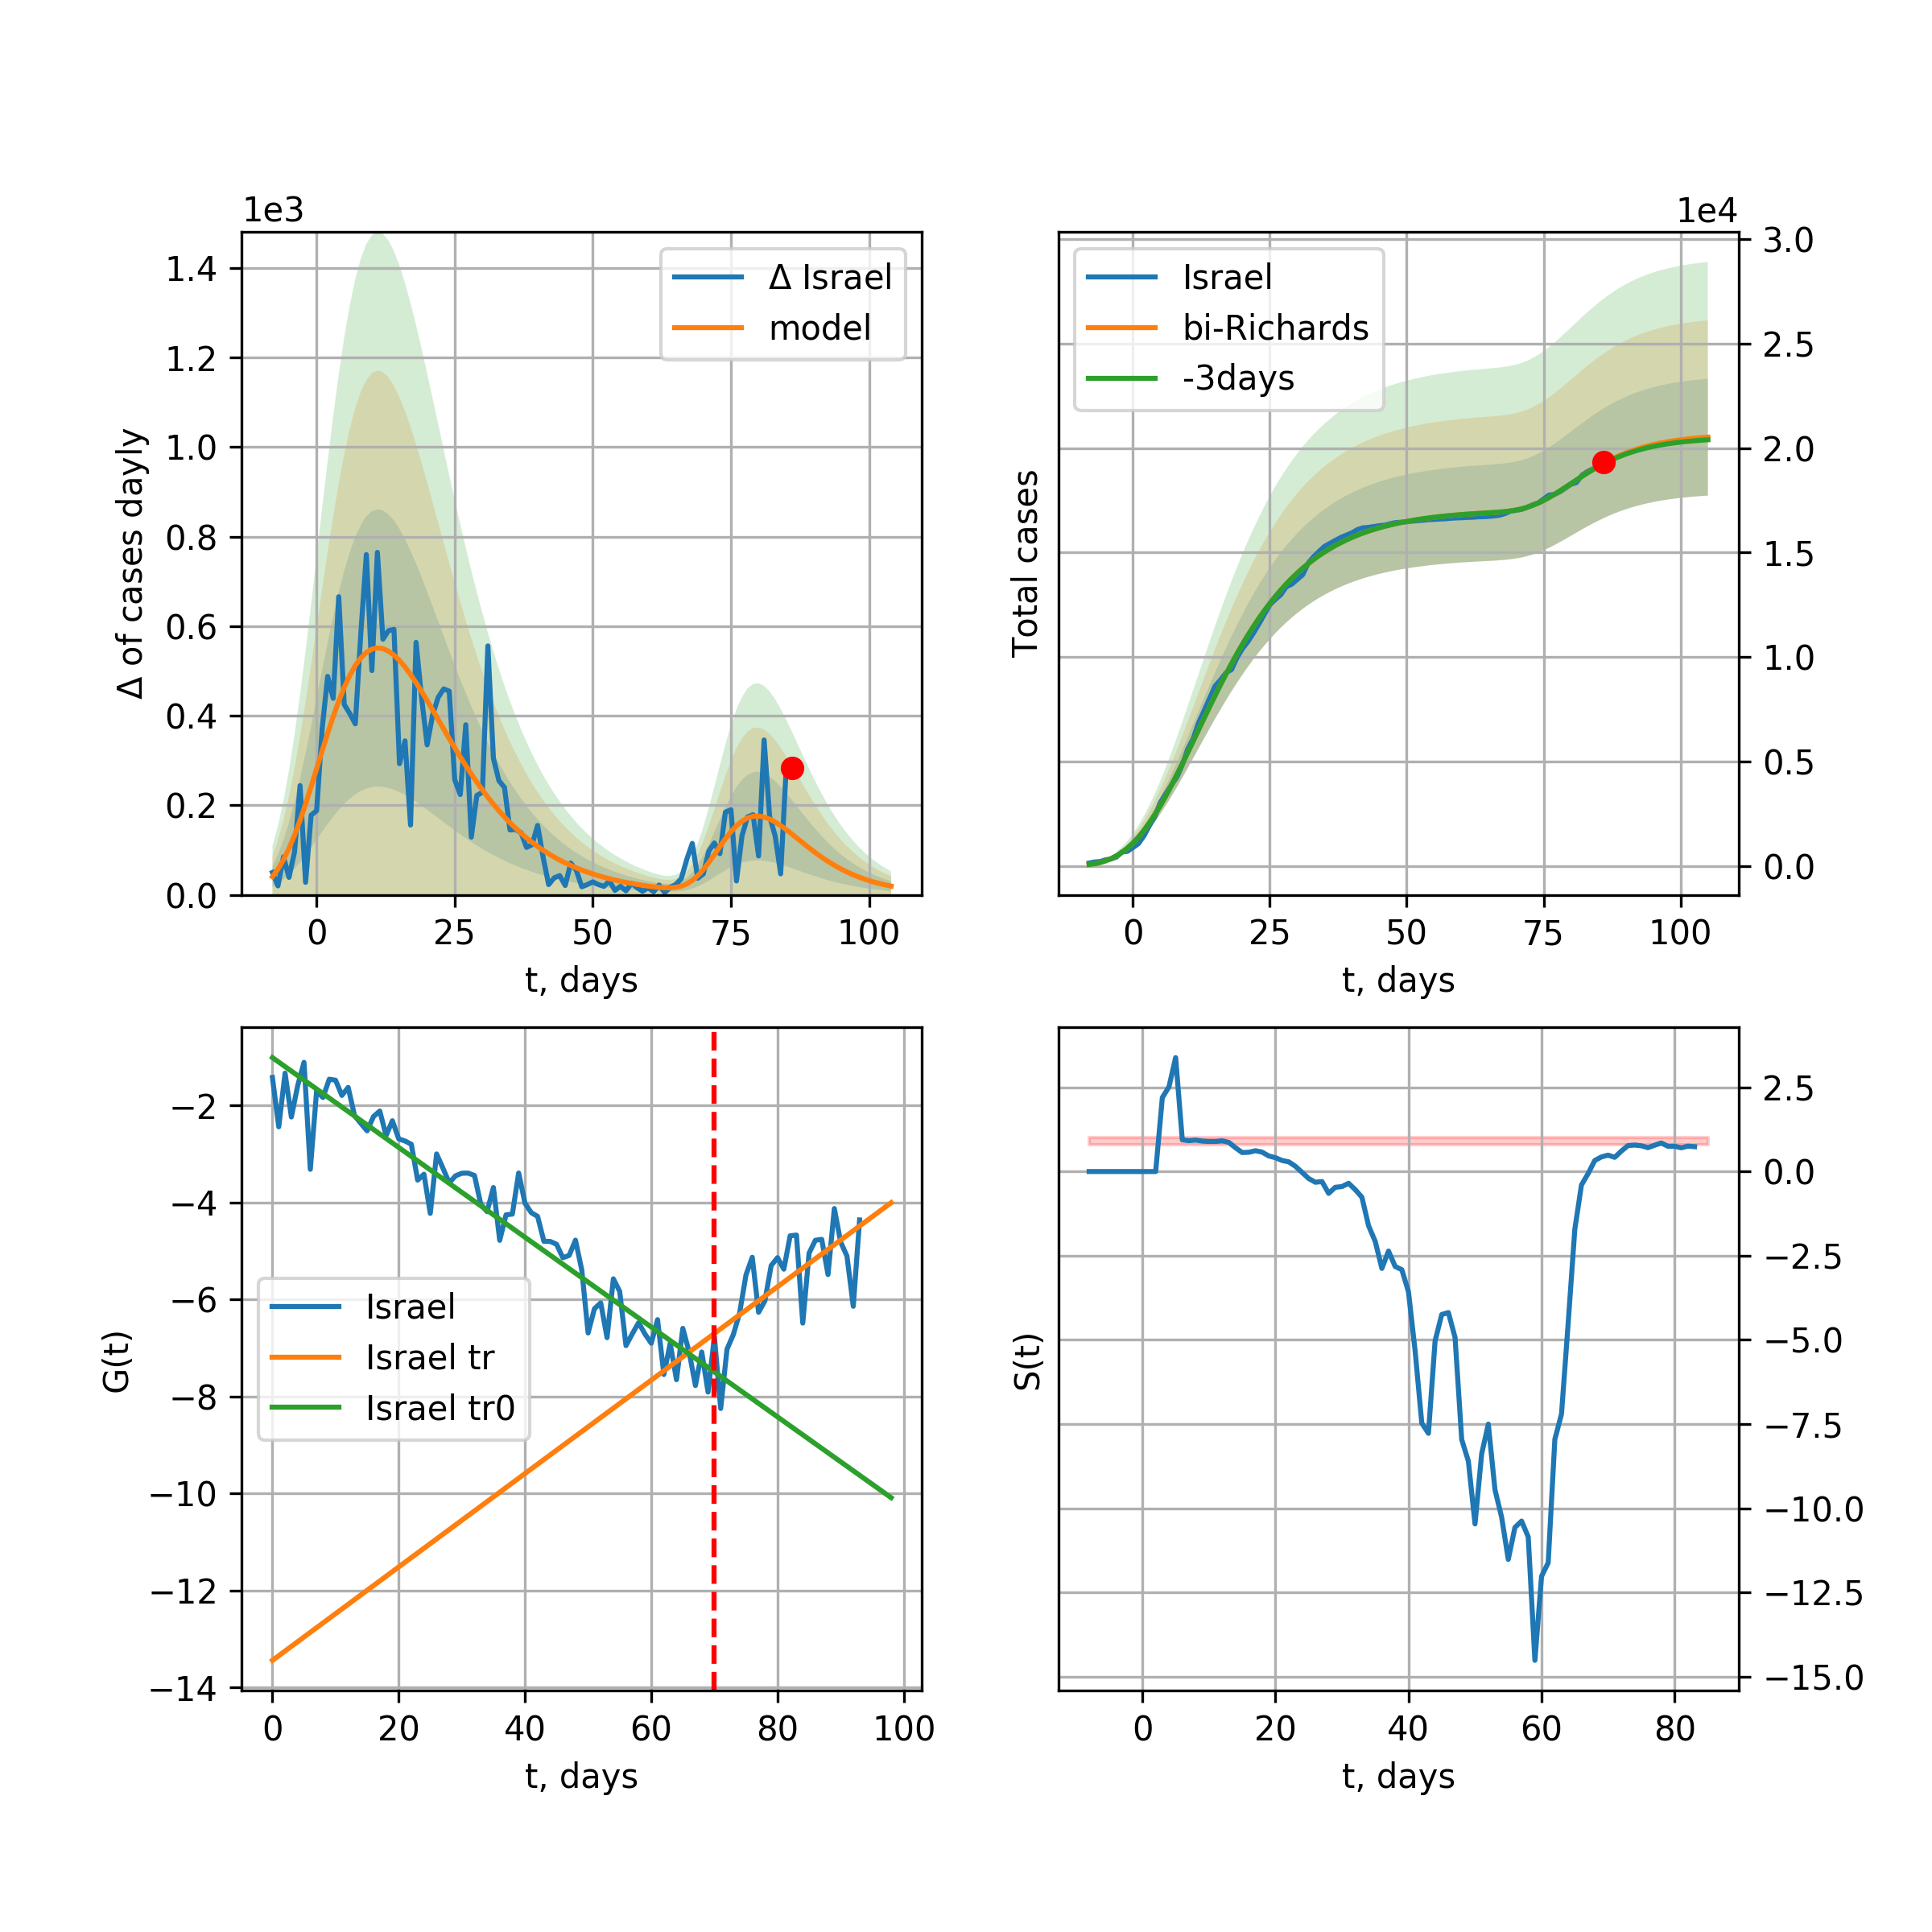 1e3
Δ of cases dayly
1.4
1.2
1.0
0.8
0.6
0.4
0.2
0.0
Δ Israel
model
0 25 50 75 100
t, days
1e4
Total cases
Israel
bi-Richards
-3days
3.0
2.5
2.0
1.5
1.0
0.5
0.0
0 25 50 75 100
t, days
G(t)
−2
−4
−6
−8
−10
−12
−14
Israel
Israel tr
Israel tr0
0 20 40 60 80 100
t, days
S(t)
2.5
0.0
−2.5
−5.0
−7.5
−10.0
−12.5
−15.0
0 20 40 60 80
t, days